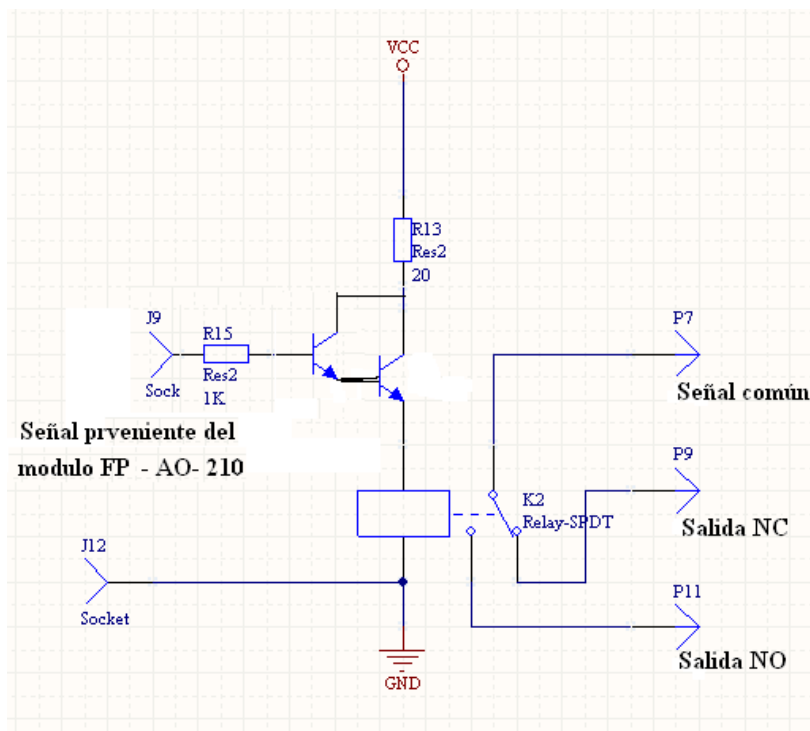 VCC
R13
Res2
20
J9
R15
Sock
Res2
1K
Señal prveniente del
modulo FP - AO- 210
P7
Señal común
P9
K2
Relay-SPDT
Salida NC
J12
Socket
P11
Salida NO
GND